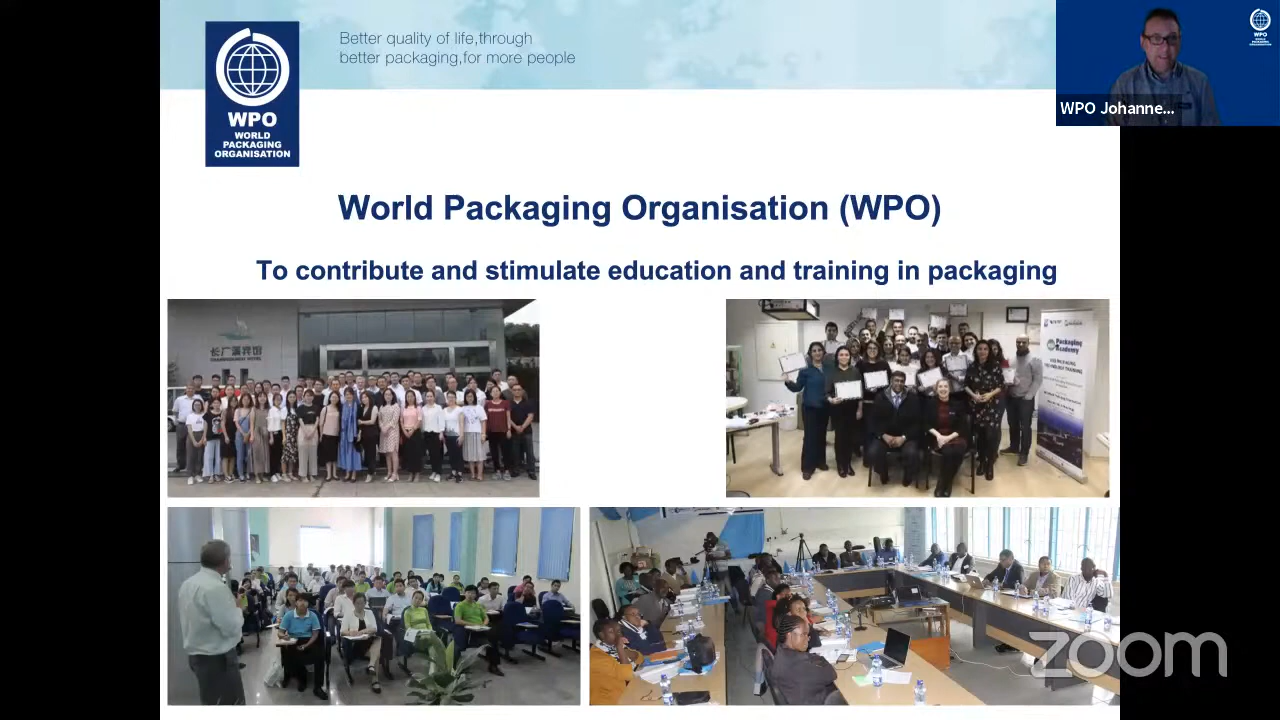 Better quality of life,through
better packaging,for more people
WPO
WORLD
PACKAGING
ORGANISATION
WPO
WPO Johanne...
World Packaging Organisation (WPO)
To contribute and stimulate education and training in packaging
长广溪宾馆
Packaging
Academy
zoom